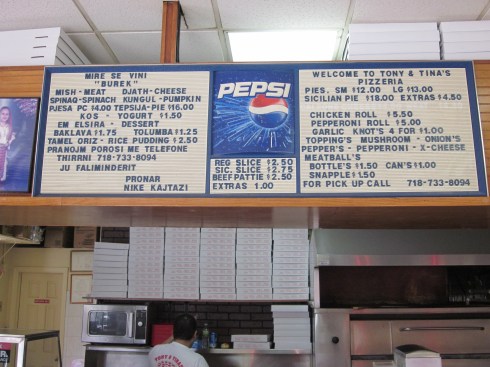 MIRE SE VINI
"BUREK"
MISH - MEAT DJATH - CHEESE
SPINAQ - SPINACH KUNGUL - PUMPKIN
PJESA PC $4.00 TEPSIJA - PIE $16.00
KOS - YOGURT $1.50
EM ELSIRA - DESSERT
BAKLAVA $1.75 TOLUMBA $1.25
TAMEL ORIZ - RICE PUDDING $2.50
PRANOJM POROSI ME TELEFONE
THIRRNI 718-733-8094
JU FALIMINDERIT
PRONAR
NIKE KAJTAZI
PEPSI
REG SLICE $2.50
SIC. SLICE $2.75
BEEF PATTIE $2.50
EXTRAS 1.00
WELCOME TO TONY & TINA'S
PIZZERIA
PIES, SM $12.00 LG $13.00
SICILIAN PIE $18.00 EXTRAS $4.50
CHICKEN ROLL $5.50
PEPPERONI ROLL $5.00
GARLIC KNOT'S 4 FOR $1.00
TOPPING'S MUSHROOM - ONION'S
PEPPER'S - PEPPERONI - X-CHEESE
MEATBALL'S
BOTTLE'S $1.50 CAN'S $1.00
SNAPPLE $1.50
FOR PICK UP CALL 718-733-8094